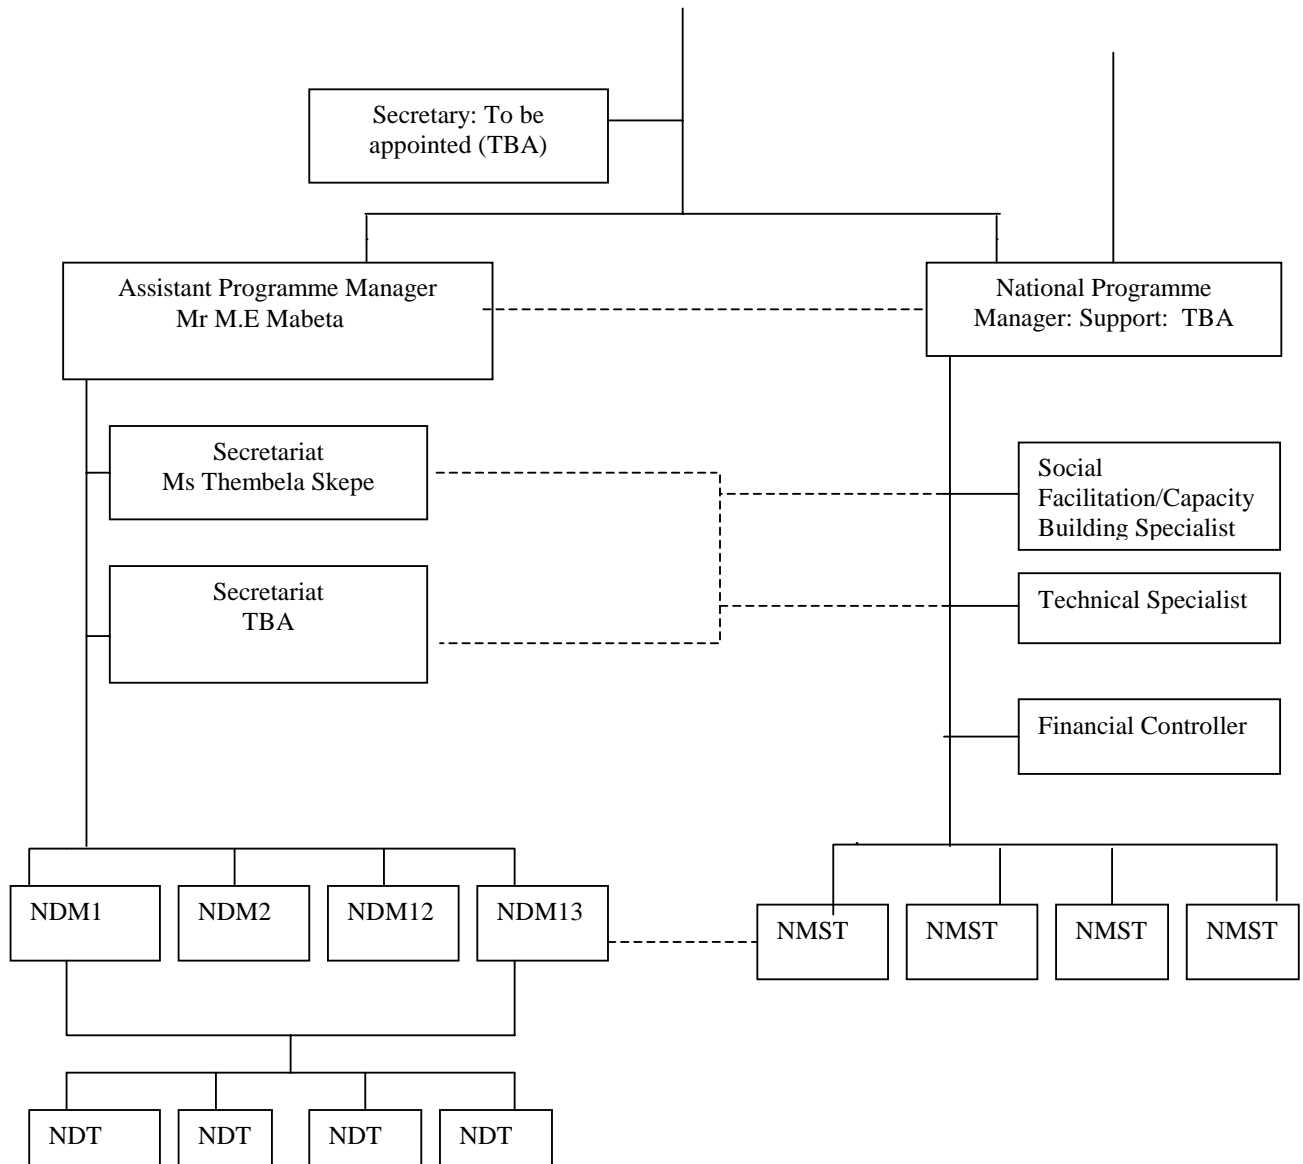 Secretary: To be
appointed (TBA)
Assistant Programme Manager
Mr M.E Mabeta
National Programme
Manager: Support: TBA
Secretariat
Ms Thembela Skepe
Social
Facilitation/Capacity
Building Specialist
Secretariat
TBA
Technical Specialist
Financial Controller
NDM1
NDM2
NDM12
NDM13
NMST
NMST
NMST
NMST
NDT
NDT
NDT
NDT